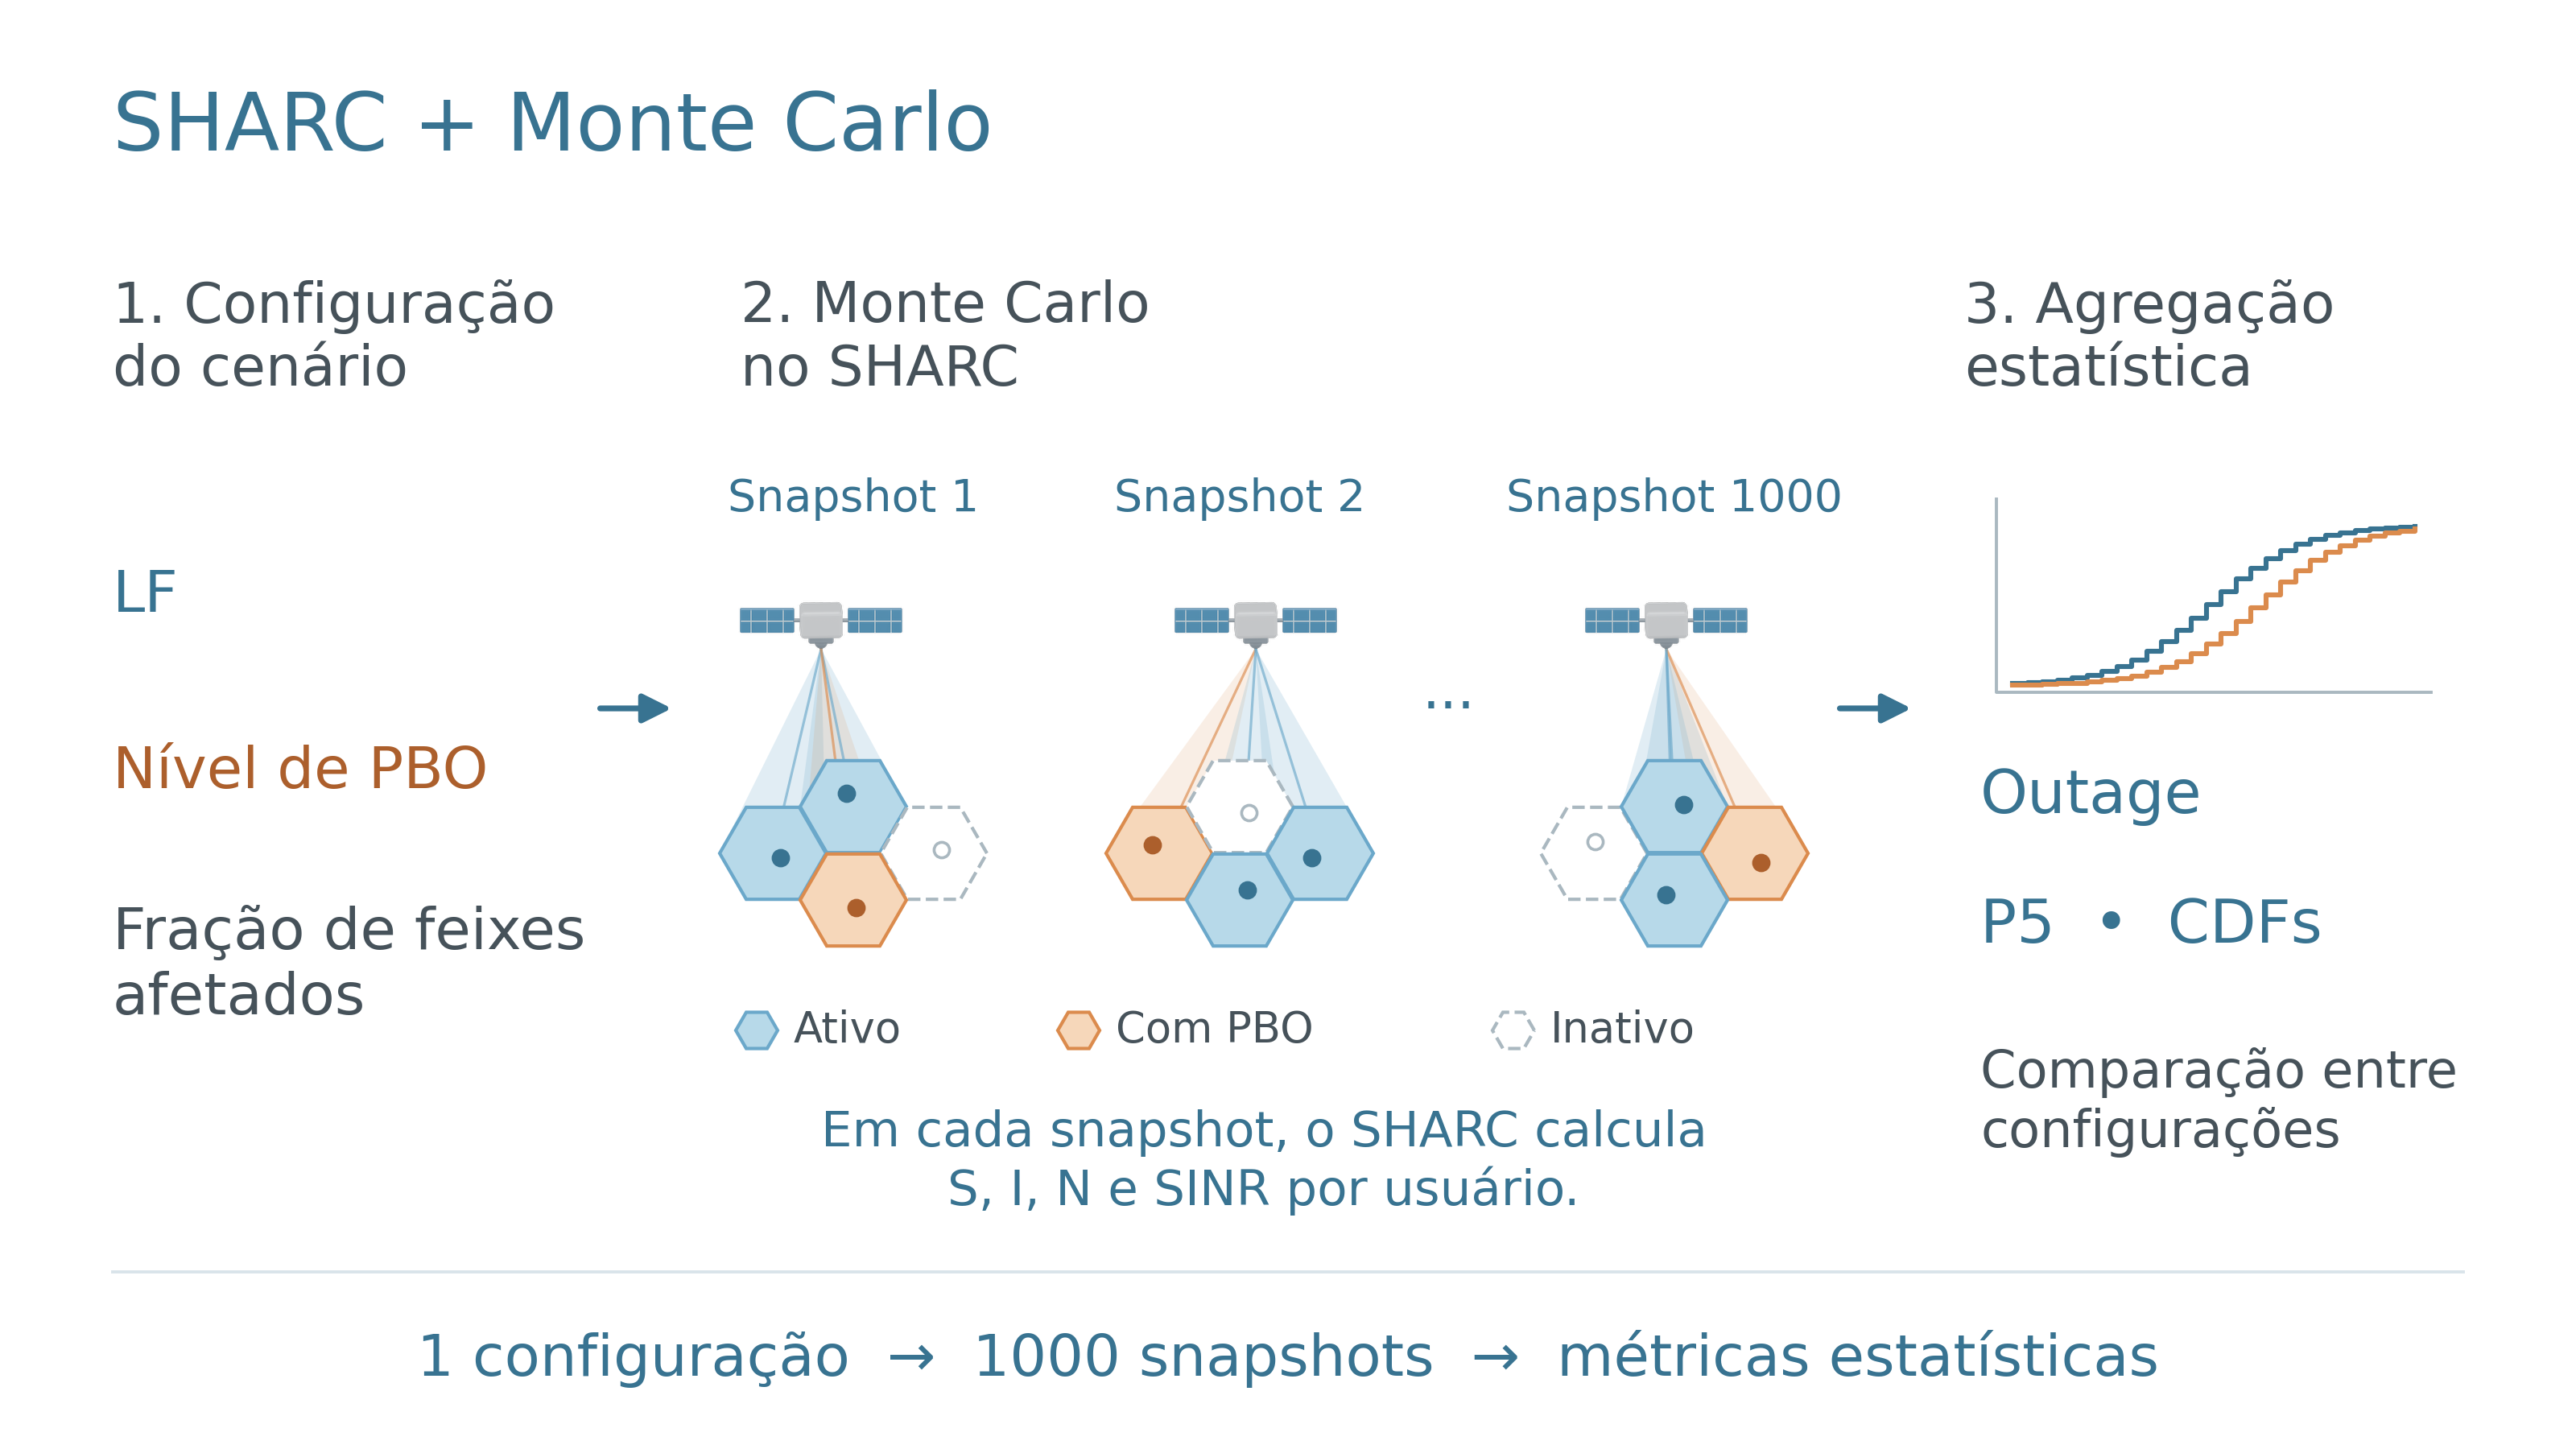 SHARC + Monte Carlo
1. Configuração
do cenário
LF
Nível de PBO
Fração de feixes
afetados
2. Monte Carlo
no SHARC
Snapshot 1
Snapshot 2
...
Snapshot 1000
Ativo
Com PBO
Inativo
Em cada snapshot, o SHARC calcula
S, I, N e SINR por usuário.
3. Agregação
estatística
Outage
P5 • CDFs
Comparação entre
configurações
1 configuração → 1000 snapshots → métricas estatísticas